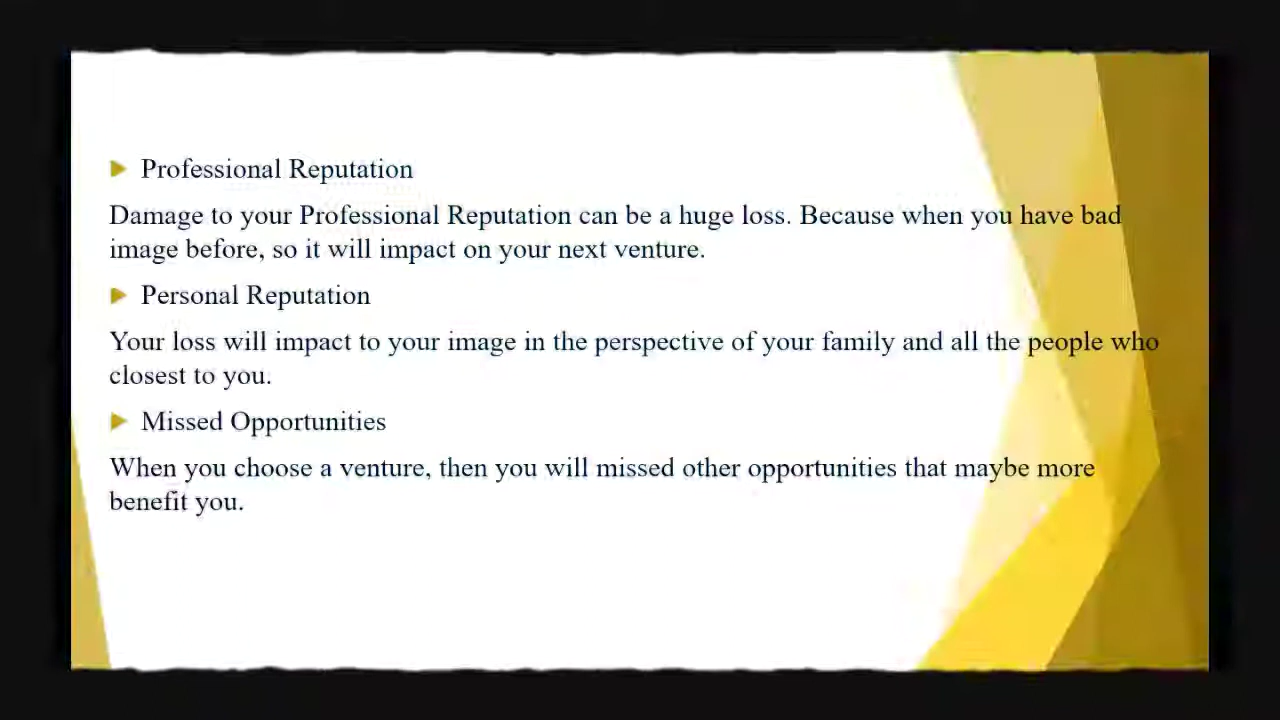 Professional Reputation
Damage to your Professional Reputation can be a huge loss. Because when you have bad
image before, so it will impact on your next venture.
Personal Reputation
Your loss will impact to your image in the perspective of your family and all the people who
closest to you.
Missed Opportunities
When you choose a venture, then you will missed other opportunities that maybe more
benefit you.